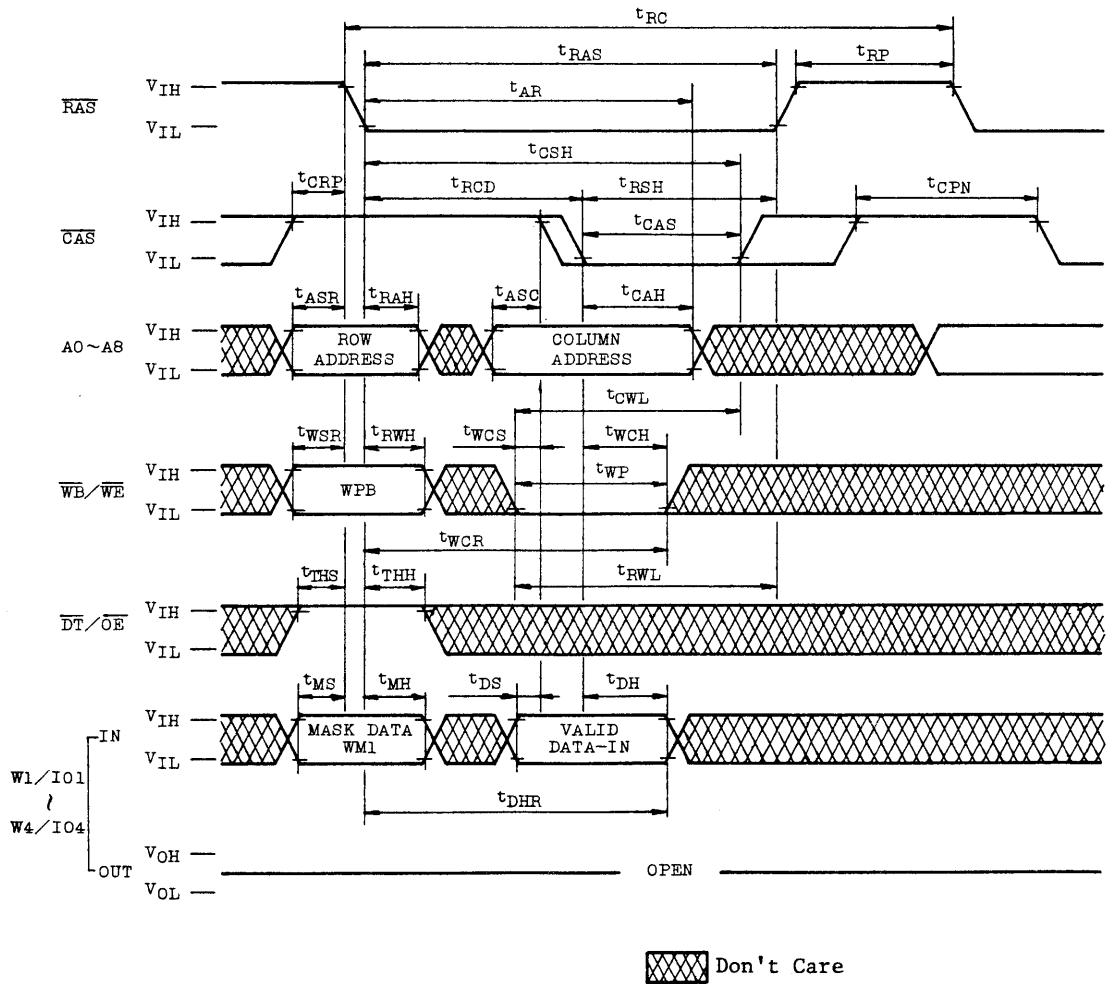 tRC
tRAS
tRP
tAR
RAS
VIH
VIL
tCSH
tCRP
tRCD
tRSH
tCPN
CAS
VIH
VIL
tCAS
tASR
tRAH
tASC
tCAH
A0~A8
VIH
VIL
ROW
ADDRESS
COLUMN
ADDRESS
tCWL
tWSR
tRWH
tWCS
tWCH
WB/WE
VIH
VIL
WPB
tWP
tWCR
tTHS
tTHH
tRWL
DT/OE
VIH
VIL
tMS
tMH
tDS
tDH
IN
VIH
VIL
MASK DATA
WM1
VALID
DATA-IN
W1/IO1
~
W4/IO4
tDHR
OUT
VOH
VOL
OPEN
Don't Care